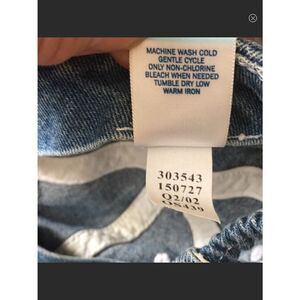 MACHINE WASH COLD
GENTLE CYCLE
ONLY NON-CHLORINE
BLEACH WHEN NEEDED
TUMBLE DRY LOW
WARM IRON
303543
150727
Q2/02
OS439